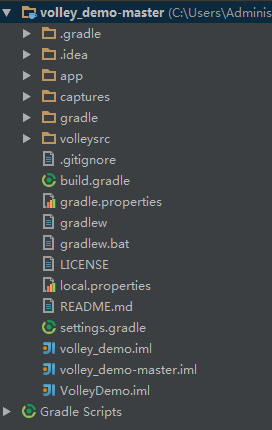 volley_demo-master (C:\Users\Adminis
.gradle
.idea
app
captures
gradle
volleysrc
.gitignore
build.gradle
gradle.properties
gradlew
gradlew.bat
LICENSE
local.properties
README.md
settings.gradle
volley_demo.iml
volley_demo-master.iml
VolleyDemo.iml
Gradle Scripts